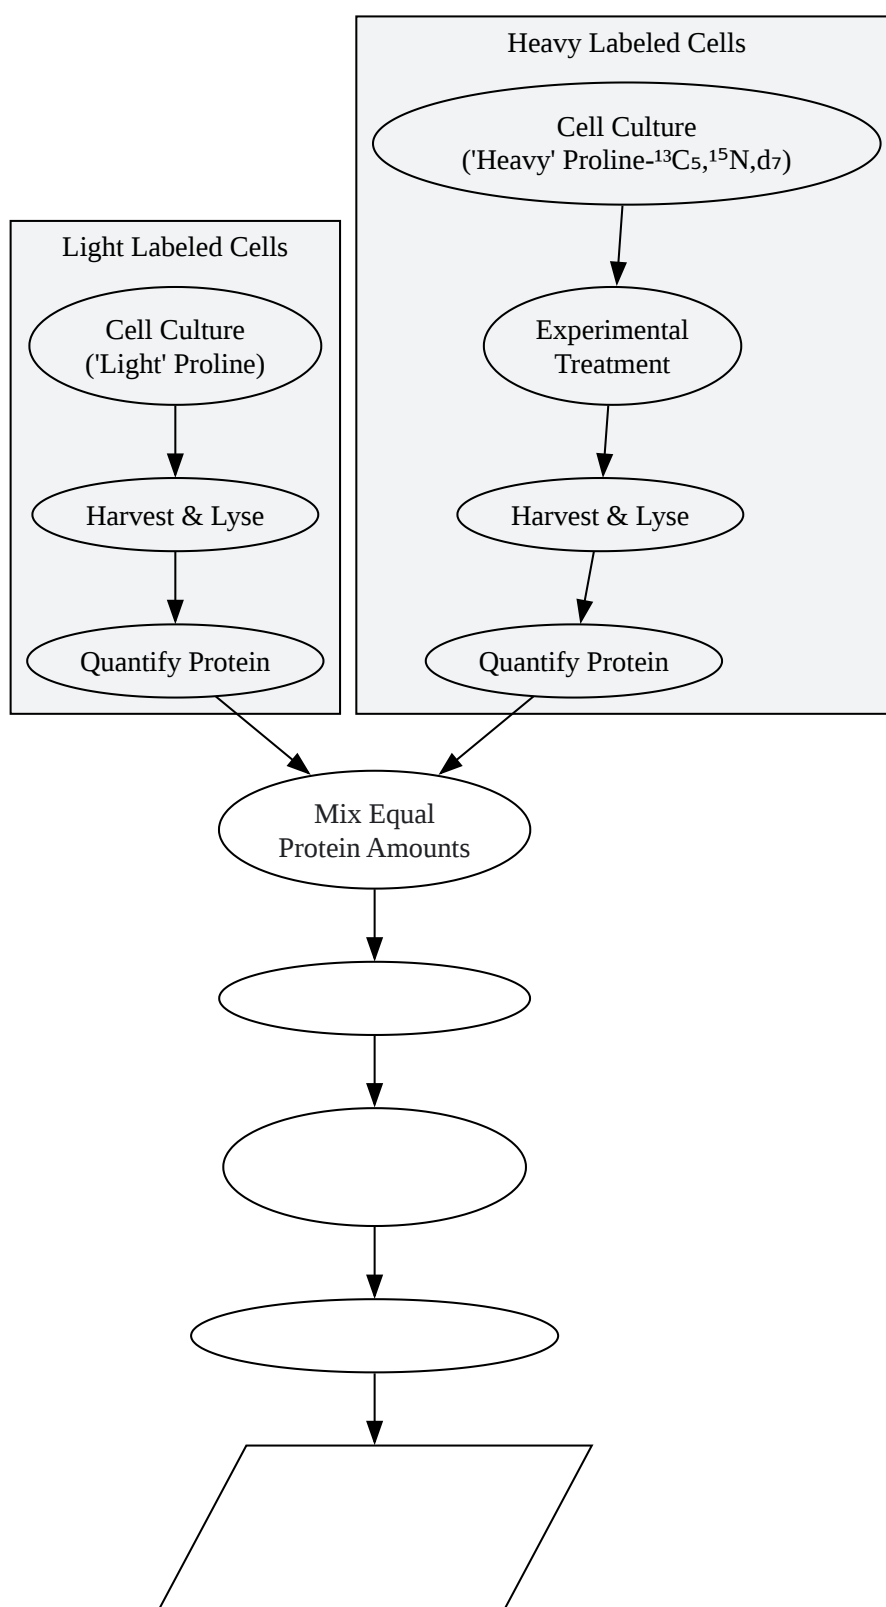 Heavy Labeled Cells
Cell Culture
('Heavy' Proline-¹³C₅,¹⁵N,d₇)
Light Labeled Cells
Cell Culture
('Light' Proline)
Experimental
Treatment
Harvest & Lyse
Harvest & Lyse
Quantify Protein
Quantify Protein
Mix Equal
Protein Amounts